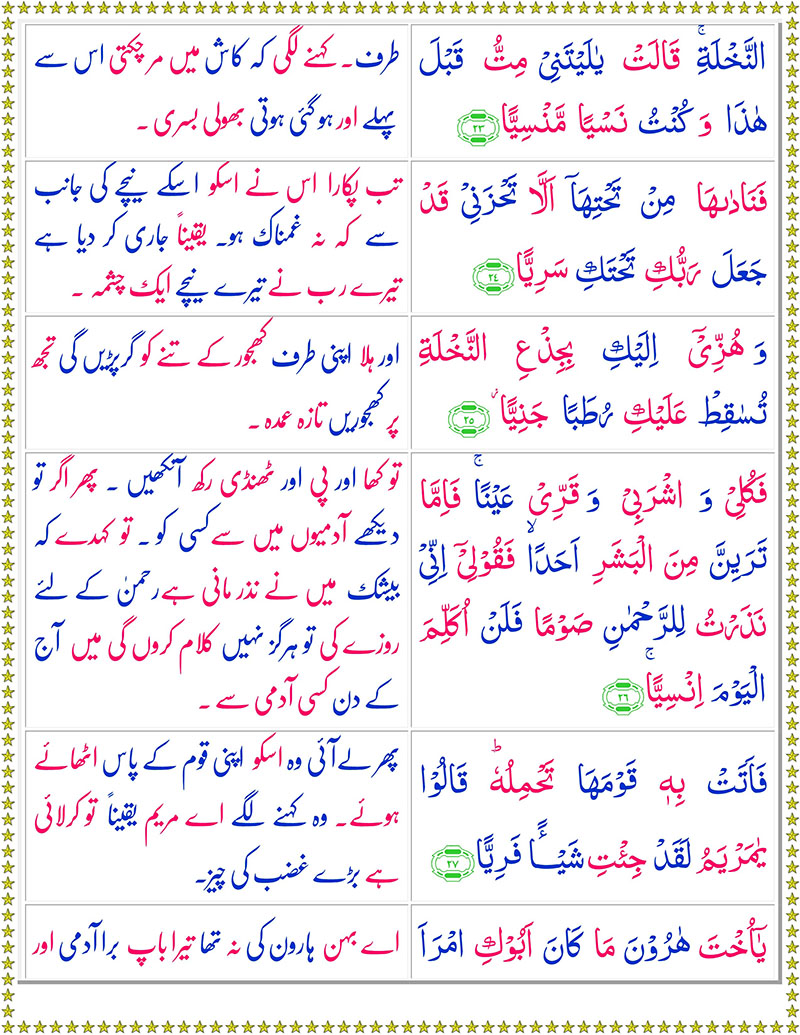 النَّخْلَةِ ۚ قَالَتْ يٰلَيْتَنِيْ مِتُّ قَبْلَ
هٰذَا وَ كُنْتُ نَسْيًا مَّنْسِيًّا ﴿۲۳﴾
طرف۔ کہنے لگی کہ کاش میں مر چکتی اس سے
پہلے اور ہو گئی ہوتی بھولی بسری ۔
فَنَادٰىهَا مِنْ تَحْتِهَاۤ اَلَّا تَحْزَنِيْ قَدْ
جَعَلَ رَبُّكِ تَحْتَكِ سَرِيًّا ﴿۲۴﴾
تب پکارا اس نے اسکو اسکے نیچے کی جانب
سے کہ نہ غمناک ہو۔ یقیناً جاری کر دیا ہے
تیرے رب نے تیرے نیچے ایک چشمہ ۔
وَ هُزِّيْۤ اِلَيْكِ بِجِذْعِ النَّخْلَةِ
تُسٰقِطْ عَلَيْكِ رُطَبًا جَنِيًّا ۙ ﴿۲۵﴾
اور ہلا اپنی طرف کھجور کے تنے کو گر پڑیں گی تجھ
پر کھجوریں تازہ عمدہ ۔
فَكُلِيْ وَ اشْرَبِيْ وَ قَرِّيْ عَيْنًا ۚ فَاِمَّا
تَرَيِنَّ مِنَ الْبَشَرِ اَحَدًا ۙ فَقُوْلِيْۤ اِنِّيْ
نَذَرْتُ لِلرَّحْمٰنِ صَوْمًا فَلَنْ اُكَلِّمَ
الْيَوْمَ اِنْسِيًّا ۚ ﴿۲۶﴾
تو کھا اور پی اور ٹھنڈی رکھ آنکھیں ۔ پھر اگر تو
دیکھے آدمیوں میں سے کسی کو ۔ تو کہدے کہ
بیشک میں نے نذر مانی ہے رحمنٰ کے لئے
روزے کی تو ہرگز نہیں کلام کروں گی میں آج
کے دن کسی آدمی سے ۔
فَاَتَتْ بِهٖ قَوْمَهَا تَحْمِلُهٗ ؕ قَالُوْا
يٰمَرْيَمُ لَقَدْ جِئْتِ شَيْـًٔا فَرِيًّا ﴿۲۷﴾
پھر لے آئی وہ اسکو اپنی قوم کے پاس اٹھائے
ہوئے۔ وہ کہنے لگے اے مریم یقیناً تو کر لائی
ہے بڑے غضب کی چیز۔
يٰۤاُخْتَ هٰرُوْنَ مَا كَانَ اَبُوْكِ امْرَاَ
اے بہن ہارون کی نہ تھا تیرا باپ برا آدمی اور